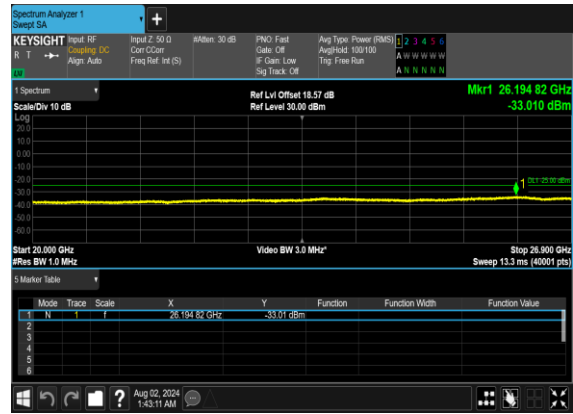 Spectrum Analyzer 1
Swept SA
+
KEYSIGHT Input: RF Input Z: 50 Ω #Atten: 30 dB PNO: Fast Avg Type: Power (RMS) 1 2 3 4 5 6
R T Coupling: DC Corr CCorr Gate: Off Avg|Hold: 100/100 A W W W W W
Align: Auto Freq Ref: Int (S) IF Gain: Low Trig: Free Run
LW Sig Track: Off A N N N N N
1 Spectrum Ref Lvl Offset 18.57 dB Mkr1 26.194 82 GHz
Scale/Div 10 dB Ref Level 30.00 dBm -33.010 dBm
Log
20.0
10.0
0.00
-10.0
-20.0
1 DL1 -25.00 dBm
-30.0
-40.0
-50.0
-60.0
Start 20.000 GHz Video BW 3.0 MHz* Stop 26.900 GHz
#Res BW 1.0 MHz Sweep 13.3 ms (40001 pts)
5 Marker Table
Mode Trace Scale X Y Function Function Width Function Value
1 N 1 f 26.194 82 GHz -33.01 dBm
2
3
4
5
6
? Aug 02, 2024
1:43:11 AM